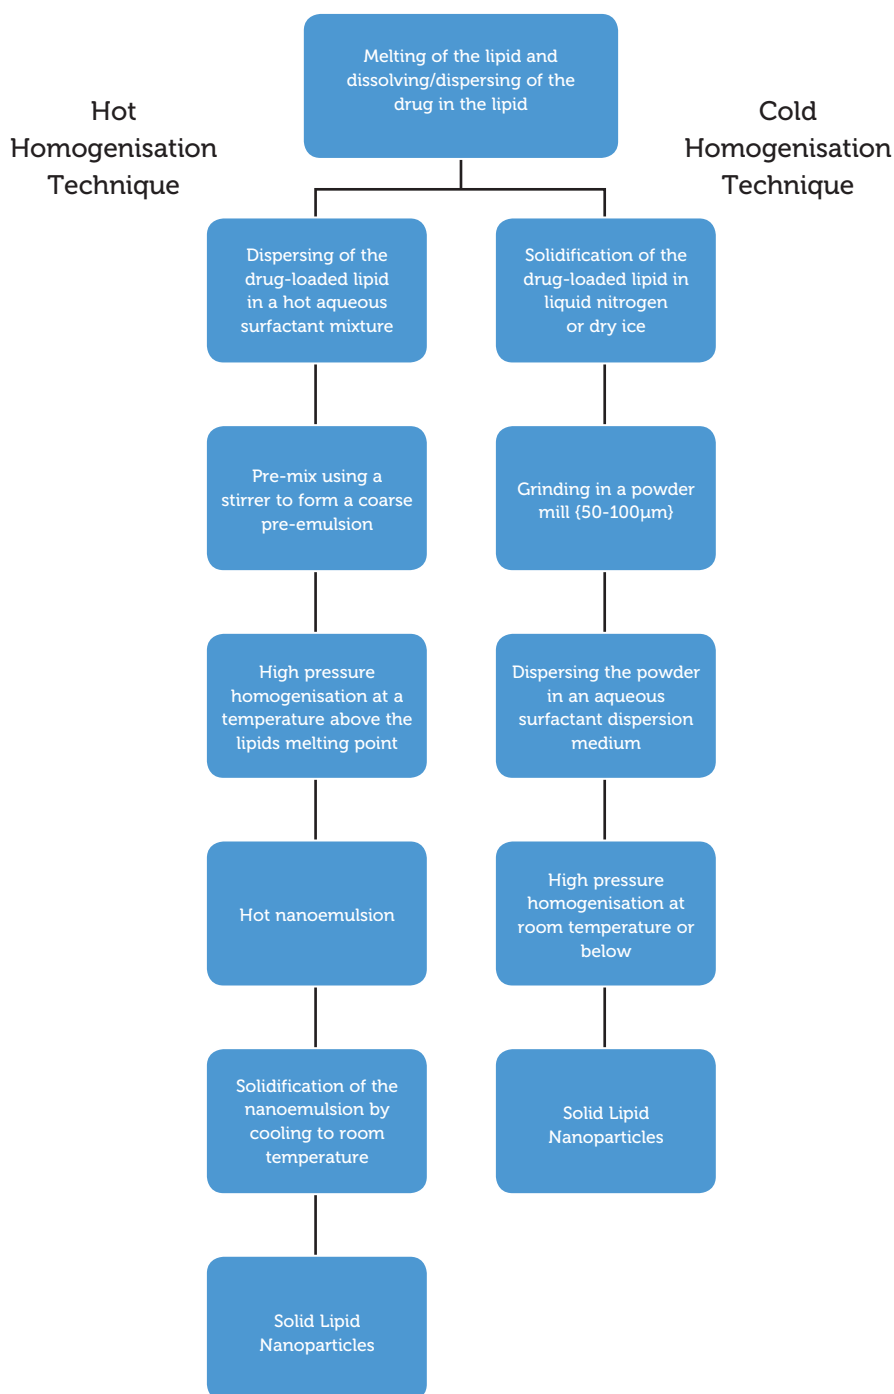 Melting of the lipid and
dissolving/dispersing of the
drug in the lipid
Hot
Homogenisation
Technique
Cold
Homogenisation
Technique
Dispersing of the
drug-loaded lipid
in a hot aqueous
surfactant mixture
Solidification of the
drug-loaded lipid in
liquid nitrogen
or dry ice
Pre-mix using a
stirrer to form a coarse
pre-emulsion
Grinding in a powder
mill {50-100µm}
High pressure
homogenisation at a
temperature above the
lipids melting point
Dispersing the powder
in an aqueous
surfactant dispersion
medium
Hot nanoemulsion
High pressure
homogenisation at
room temperature or
below
Solidification of the
nanoemulsion by
cooling to room
temperature
Solid Lipid
Nanoparticles
Solid Lipid
Nanoparticles